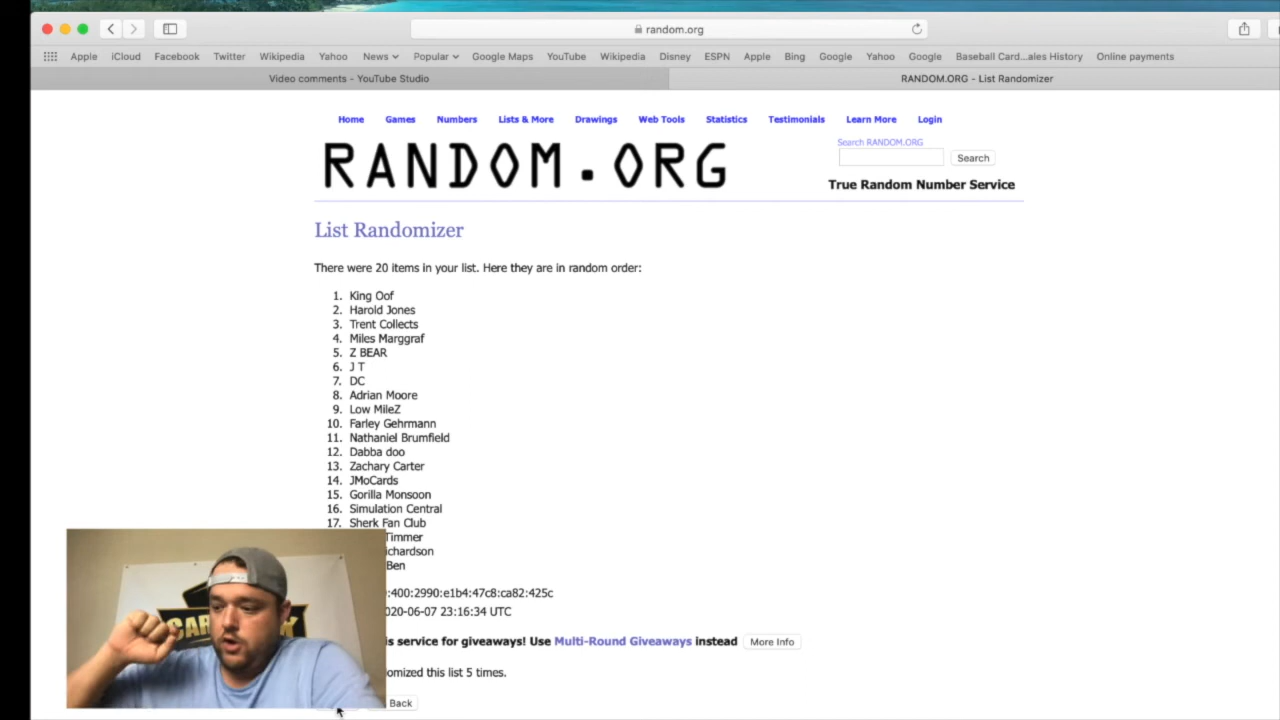 random.org
Apple iCloud Facebook Twitter Wikipedia Yahoo News Popular Google Maps YouTube Wikipedia Disney ESPN Apple Bing Google Yahoo Google Baseball Card...ales History Online payments
Video comments - YouTube Studio RANDOM.ORG - List Randomizer
Home Games Numbers Lists & More Drawings Web Tools Statistics Testimonials Learn More Login
Search RANDOM.ORG
RANDOM.ORG
Search
True Random Number Service
List Randomizer
There were 20 items in your list. Here they are in random order:
1. King Oof
2. Harold Jones
3. Trent Collects
4. Miles Marggraf
5. Z BEAR
6. J T
7. DC
8. Adrian Moore
9. Low MileZ
10. Farley Gehrmann
11. Nathaniel Brumfield
12. Dabba doo
13. Zachary Carter
14. JMoCards
15. Gorilla Monsoon
16. Simulation Central
17. Sherk Fan Club
Timmer
ichardson
Ben
:400:2990:e1b4:47c8:ca82:425c
020-06-07 23:16:34 UTC
is service for giveaways! Use Multi-Round Giveaways instead More Info
omized this list 5 times.
Back